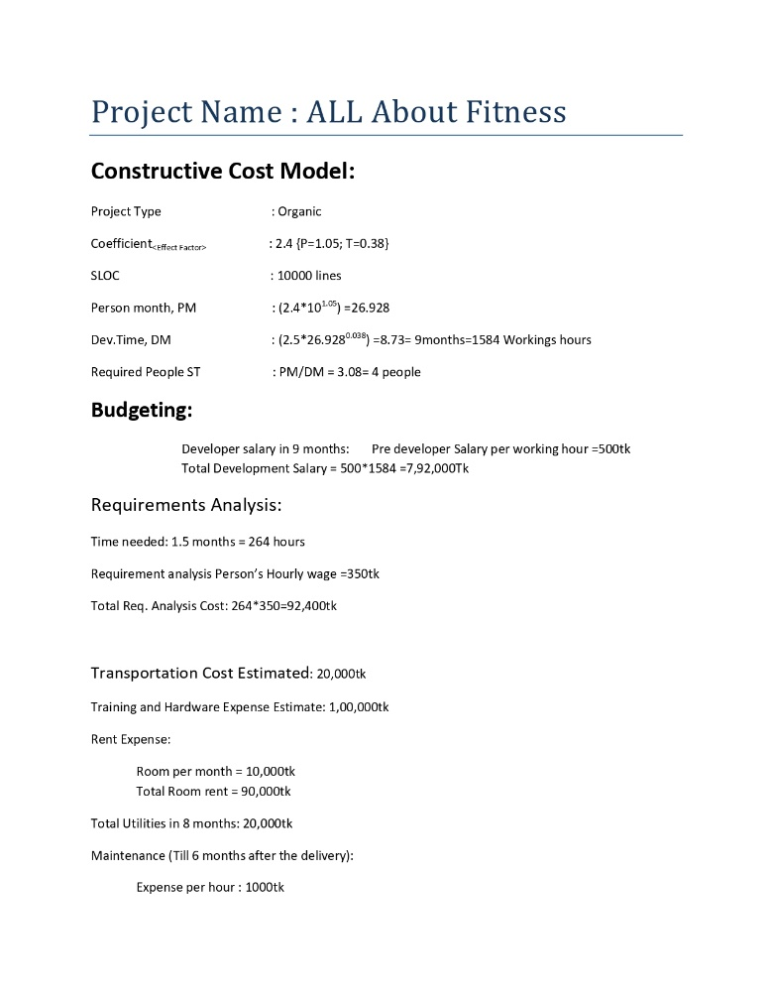 Project Name : ALL About Fitness
Constructive Cost Model:
Project Type : Organic
Coefficient<Effect Factor> : 2.4 {P=1.05; T=0.38}
SLOC : 10000 lines
Person month, PM : (2.4*10^1.05) =26.928
Dev.Time, DM : (2.5*26.928^0.038) =8.73= 9months=1584 Workings hours
Required People ST : PM/DM = 3.08= 4 people
Budgeting:
Developer salary in 9 months: Pre developer Salary per working hour =500tk
Total Development Salary = 500*1584 =7,92,000Tk
Requirements Analysis:
Time needed: 1.5 months = 264 hours
Requirement analysis Person's Hourly wage =350tk
Total Req. Analysis Cost: 264*350=92,400tk
Transportation Cost Estimated: 20,000tk
Training and Hardware Expense Estimate: 1,00,000tk
Rent Expense:
Room per month = 10,000tk
Total Room rent = 90,000tk
Total Utilities in 8 months: 20,000tk
Maintenance (Till 6 months after the delivery):
Expense per hour : 1000tk